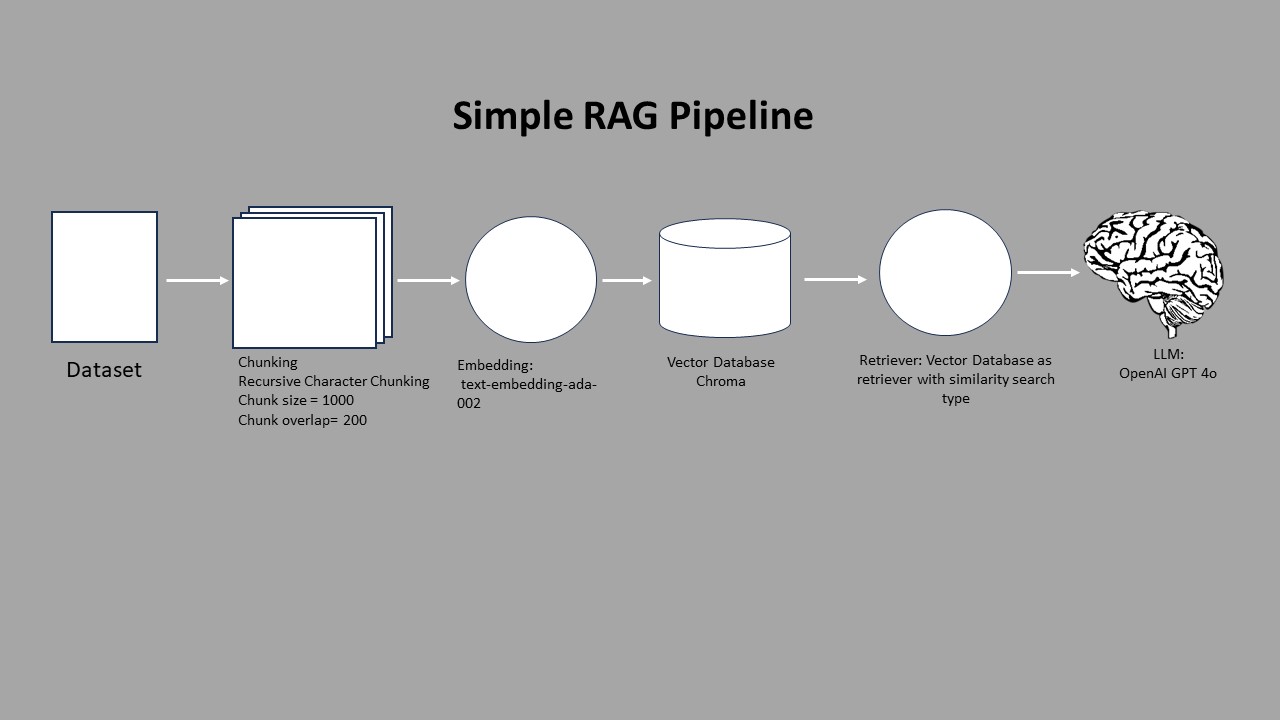 Simple RAG Pipeline
Dataset
Chunking
Recursive Character Chunking
Chunk size = 1000
Chunk overlap= 200
Embedding:
text-embedding-ada-
002
Vector Database
Chroma
Retriever: Vector Database as
retriever with similarity search
type
LLM:
OpenAI GPT 4o